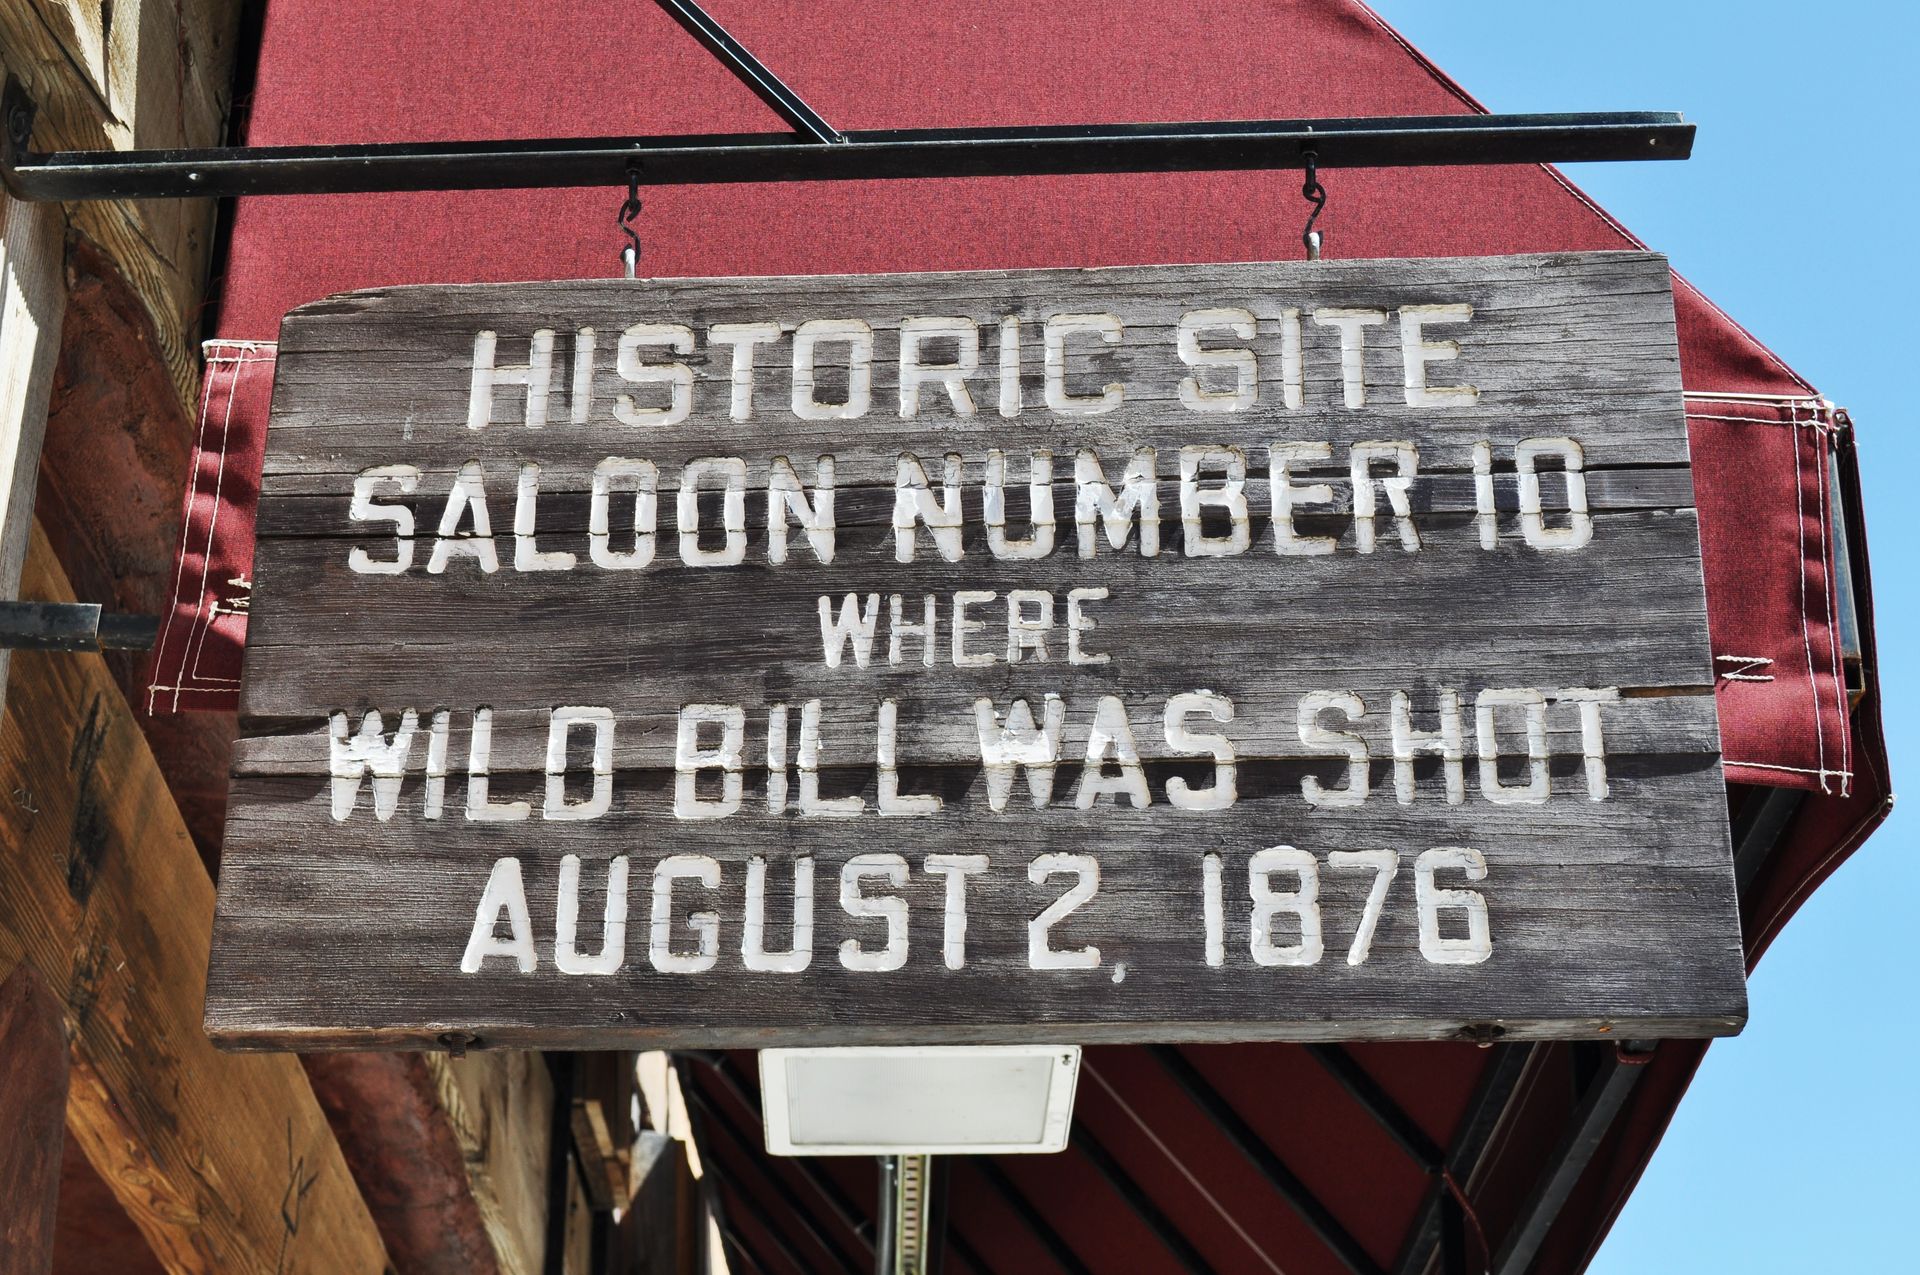 HISTORIC SITE
SALOON NUMBER 10
WHERE
WILD BILL WAS SHOT
AUGUST 2, 1876